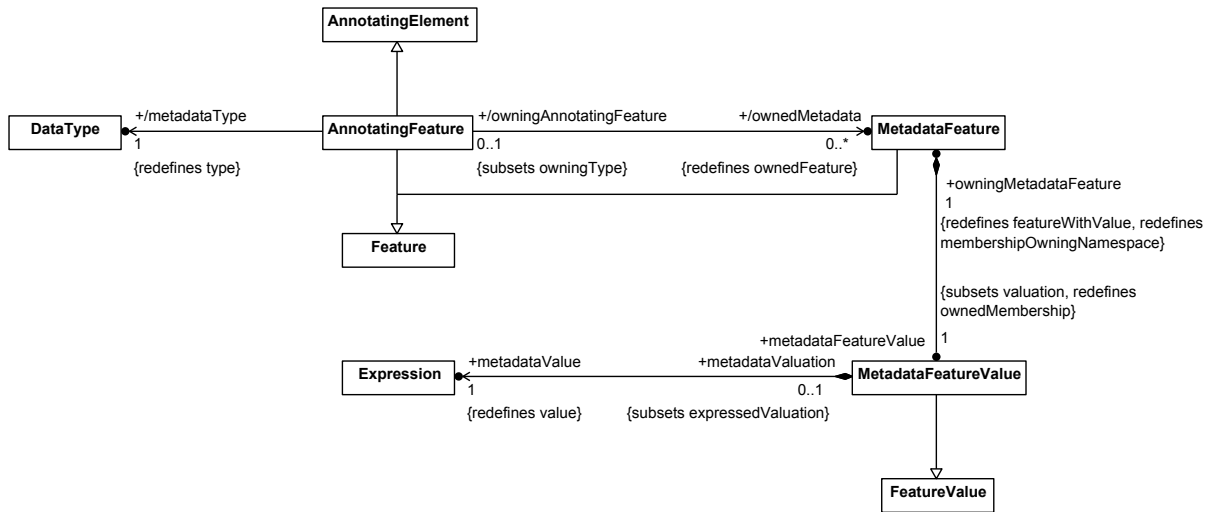 AnnotatingElement
+/metadataType
+/owningAnnotatingFeature
+/ownedMetadata
DataType
AnnotatingFeature
MetadataFeature
1
0..1
0..*
{redefines type}
{subsets owningType}
{redefines ownedFeature}
+owningMetadataFeature
1
{redefines featureWithValue, redefines
membershipOwningNamespace}
Feature
{subsets valuation, redefines
ownedMembership}
+metadataFeatureValue
1
+metadataValue
+metadataValuation
Expression
MetadataFeatureValue
1
0..1
{redefines value}
{subsets expressedValuation}
FeatureValue